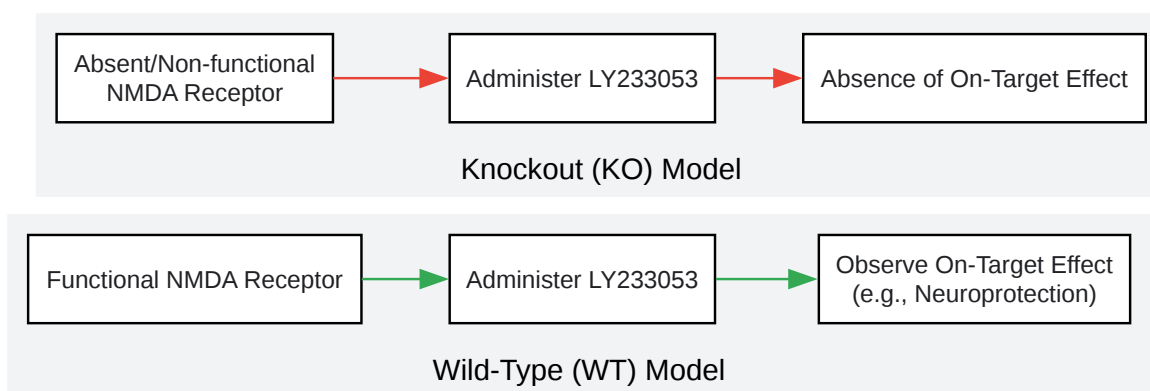 Absent/Non-functional
NMDA Receptor
Administer LY233053
Absence of On-Target Effect
Knockout (KO) Model
Functional NMDA Receptor
Administer LY233053
Observe On-Target Effect
(e.g., Neuroprotection)
Wild-Type (WT) Model